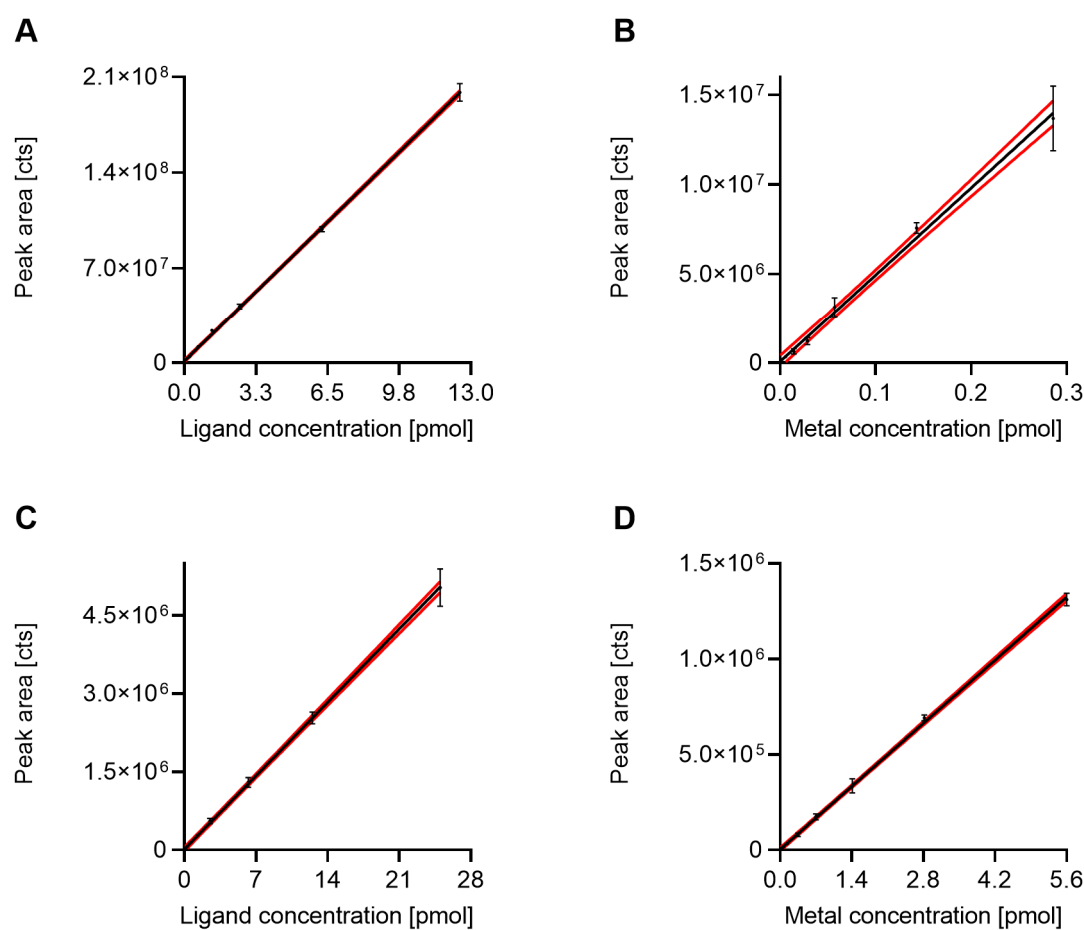 A
Peak area [cts]
2.1×10⁸
1.4×10⁸
7.0×10⁷
0
0.0 3.3 6.5 9.8 13.0
Ligand concentration [pmol]
B
Peak area [cts]
1.5×10⁷
1.0×10⁷
5.0×10⁶
0
0.0 0.1 0.2 0.3
Metal concentration [pmol]
C
Peak area [cts]
4.5×10⁶
3.0×10⁶
1.5×10⁶
0
0 7 14 21 28
Ligand concentration [pmol]
D
Peak area [cts]
1.5×10⁶
1.0×10⁶
5.0×10⁵
0
0.0 1.4 2.8 4.2 5.6
Metal concentration [pmol]